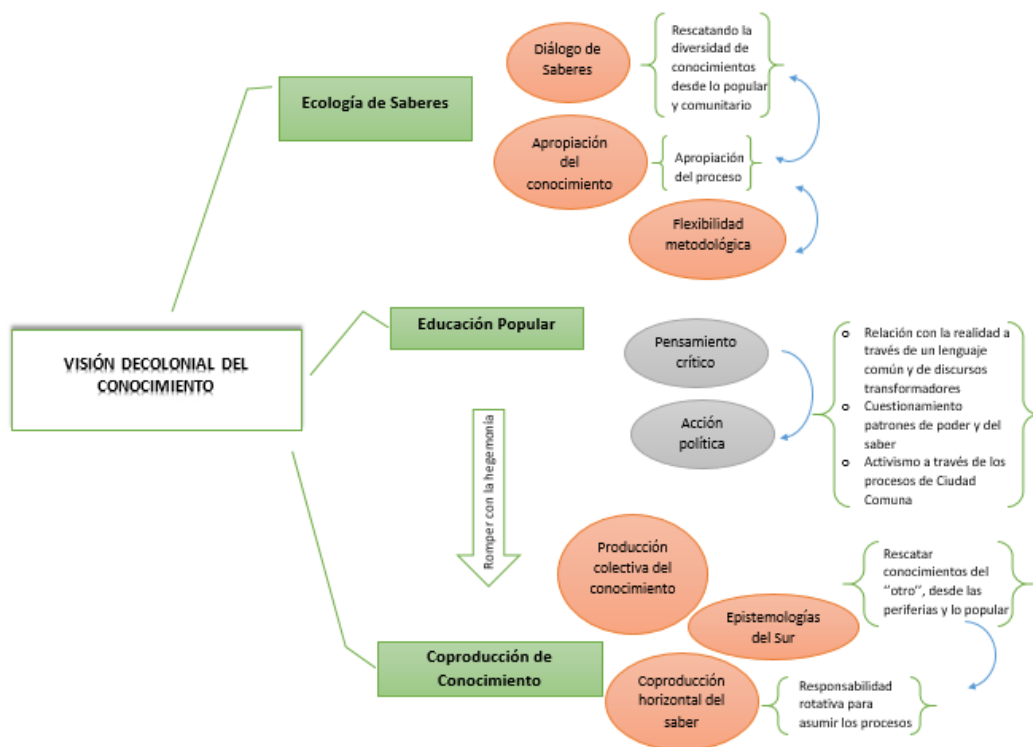 Diálogo de
Saberes
Rescatando la
diversidad de
conocimientos
desde lo popular
y comunitario
Ecología de Saberes
Apropiación
del
conocimiento
Apropiación
del proceso
Flexibilidad
metodológica
Educación Popular
VISIÓN DECOLONIAL DEL
CONOCIMIENTO
Pensamiento
crítico
Acción
política
o Relación con la realidad a
través de un lenguaje
común y de discursos
transformadores
o Cuestionamiento
patrones de poder y del
saber
o Activismo a través de los
procesos de Ciudad
Comuna
Romper con la hegemonía
Producción
colectiva del
conocimiento
Rescatar
conocimientos del
“otro”, desde las
periferias y lo popular
Epistemologías
del Sur
Coproducción de
Conocimiento
Coproducción
horizontal del
saber
Responsabilidad
rotativa para
asumir los procesos